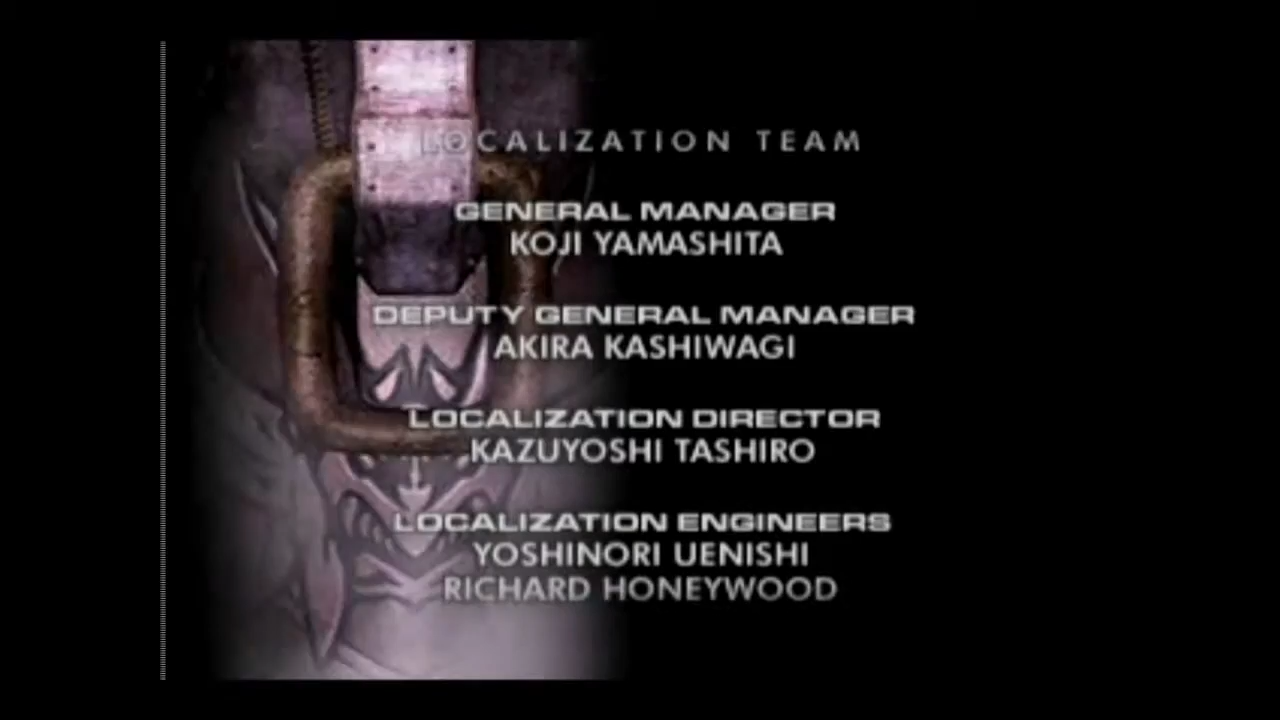 LOCALIZATION TEAM
GENERAL MANAGER
KOJI YAMASHITA
DEPUTY GENERAL MANAGER
AKIRA KASHIWAGI
LOCALIZATION DIRECTOR
KAZUYOSHI TASHIRO
LOCALIZATION ENGINEERS
YOSHINORI UENISHI
RICHARD HONEYWOOD